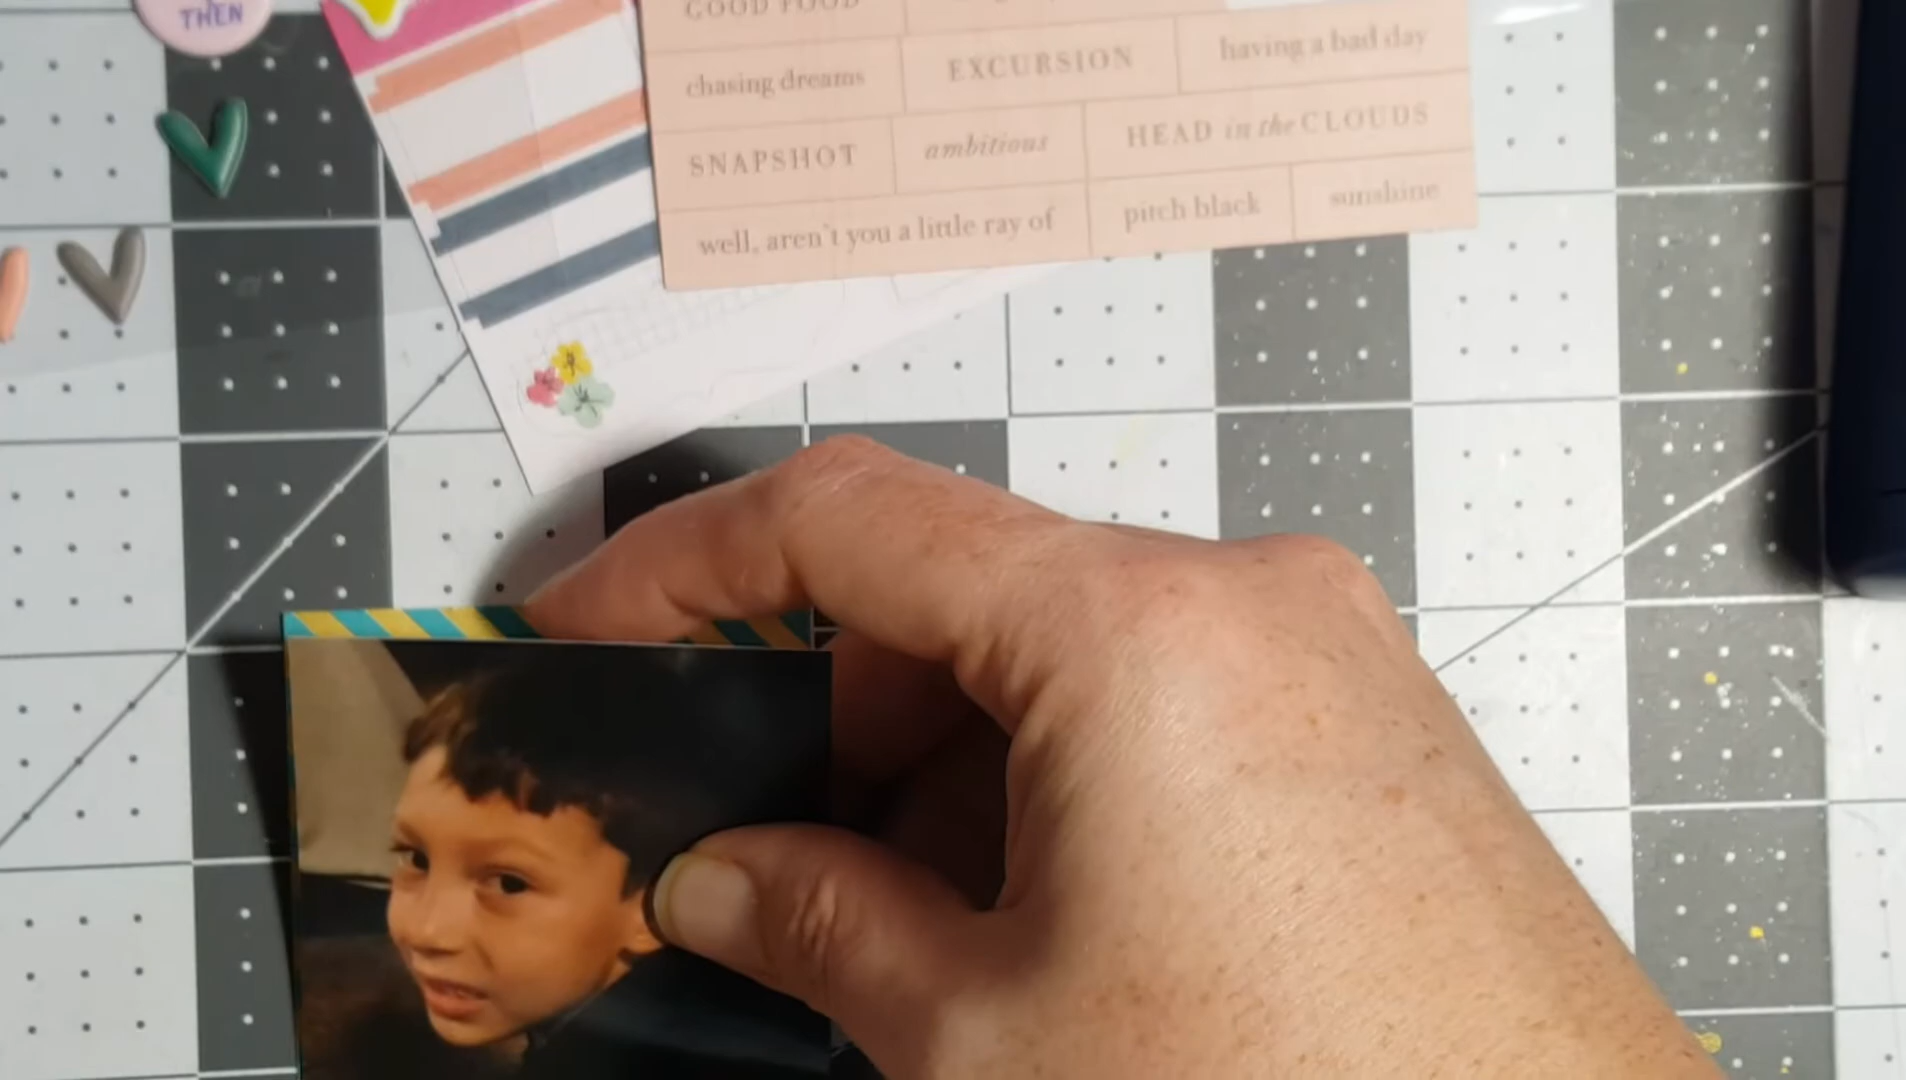 THEN
GOOD FOOD
chasing dreams EXCURSION having a bad day
SNAPSHOT ambitious HEAD in the CLOUDS
well, aren't you a little ray of pitch black sunshine